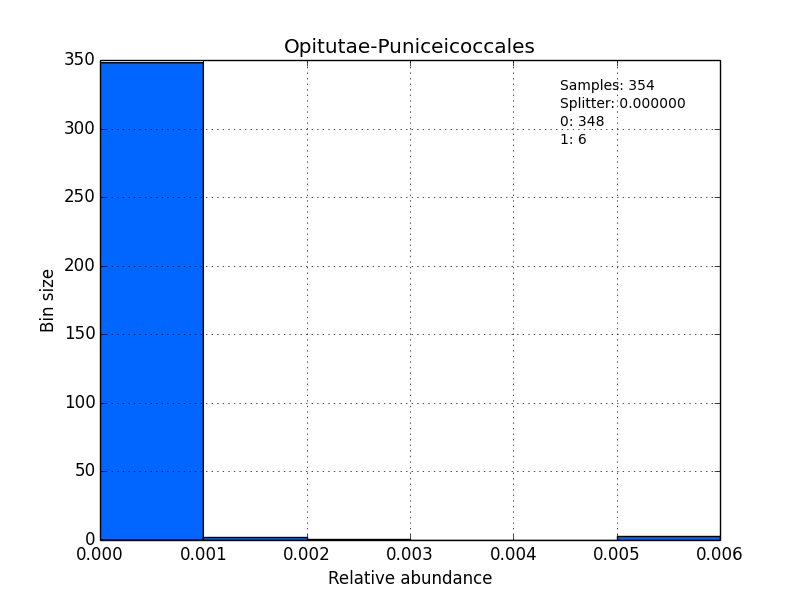 Opitutae-Puniceicoccales
350
300
250
200
150
100
50
0
Bin size
Samples: 354
Splitter: 0.000000
0: 348
1: 6
0.000 0.001 0.002 0.003 0.004 0.005 0.006
Relative abundance